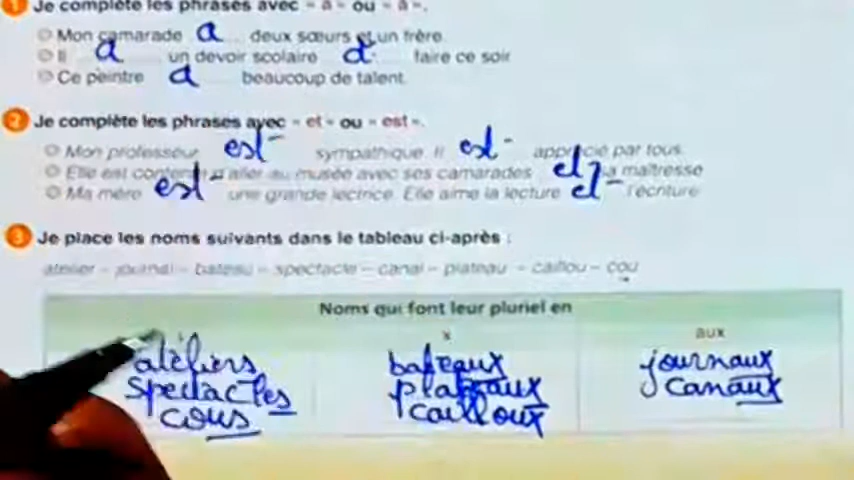 1 Je complète les phrases avec « a » ou « à ».
Mon camarade a deux sœurs et un frère.
Il a un devoir scolaire à faire ce soir
Ce peintre a beaucoup de talent.
2 Je complète les phrases avec « et » ou « est ».
Mon professeur est sympathique. Il est apprécié par tous.
Elle est contente d'aller au musée avec ses camarades et la maîtresse
Ma mère est une grande lectrice. Elle aime la lecture et l'écriture
3 Je place les noms suivants dans le tableau ci-après :
atelier - journal - bateau - spectacle - canal - plateau - caillou - cou
Noms qui font leur pluriel en
x aux
atéliers bateaux journaux
spectacles plateaux canaux
cous cailloux